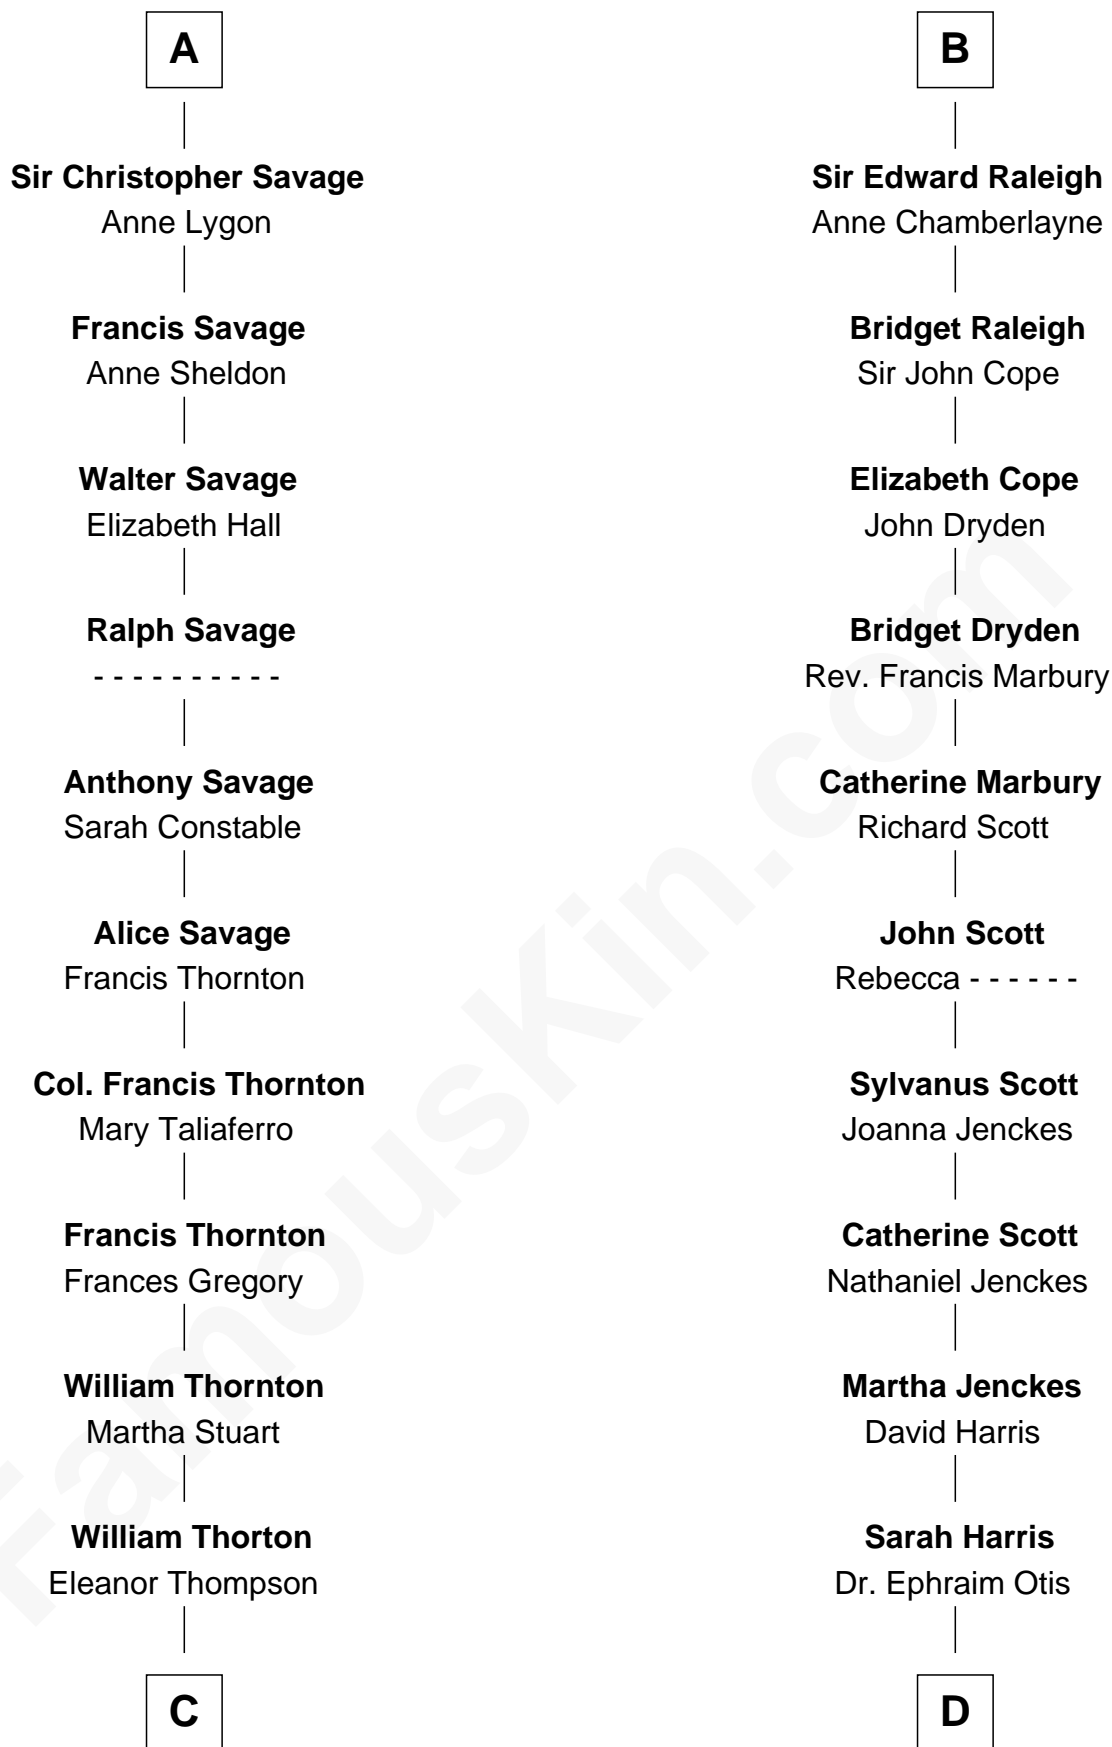 A
Sir Christopher Savage
Anne Lygon
Francis Savage
Anne Sheldon
Walter Savage
Elizabeth Hall
Ralph Savage
- - - - - - - - - -
Anthony Savage
Sarah Constable
Alice Savage
Francis Thornton
Col. Francis Thornton
Mary Taliaferro
Francis Thornton
Frances Gregory
William Thornton
Martha Stuart
William Thorton
Eleanor Thompson
C
B
Sir Edward Raleigh
Anne Chamberlayne
Bridget Raleigh
Sir John Cope
Elizabeth Cope
John Dryden
Bridget Dryden
Rev. Francis Marbury
Catherine Marbury
Richard Scott
John Scott
Rebecca - - - - - -
Sylvanus Scott
Joanna Jenckes
Catherine Scott
Nathaniel Jenckes
Martha Jenckes
David Harris
Sarah Harris
Dr. Ephraim Otis
D
FamousKin.com